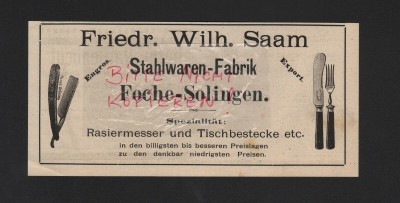 Friedr. Wilh. Saam
Engros.
Stahlwaren-Fabrik
Export.
BITTE NICHT
Foche-Solingen.
KOPIEREN!
Spezialität:
Rasiermesser und Tischbestecke etc.
in den billigsten bis besseren Preislagen
zu den denkbar niedrigsten Preisen.